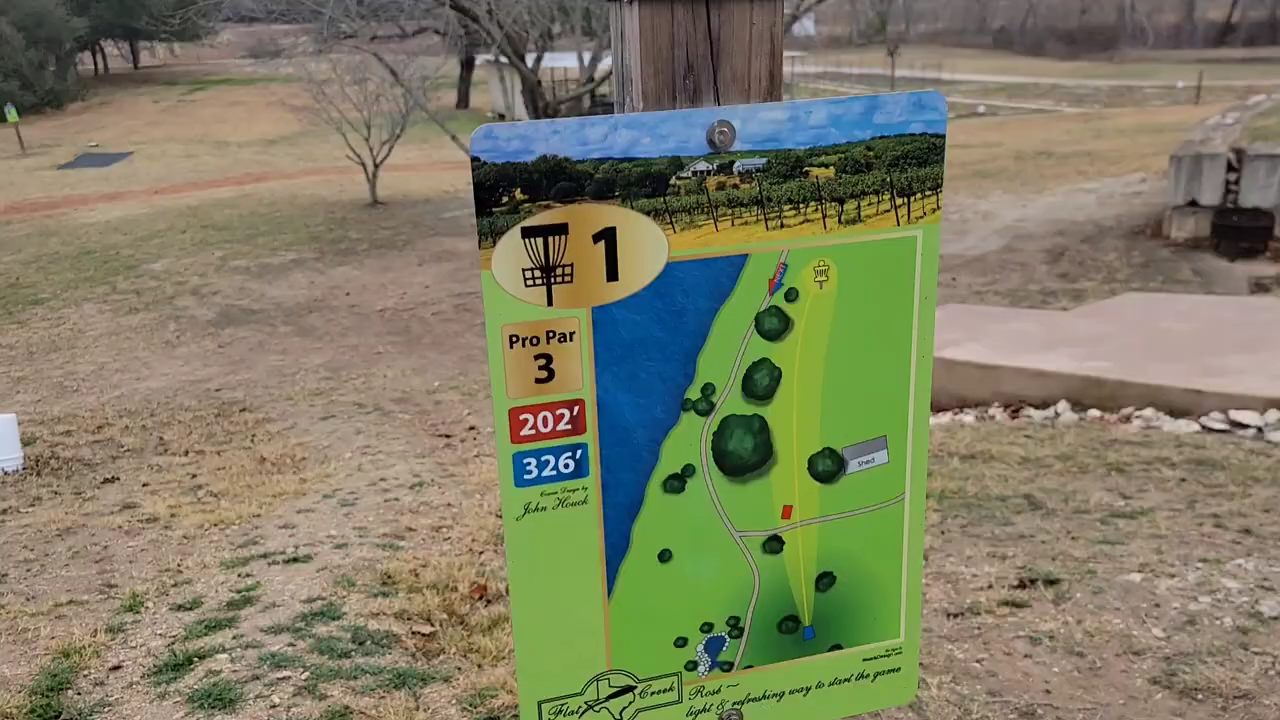 1
NEXT
Pro Par
3
202'
326'
Course Design by
John Houck
Shed
Flat Creek
Rosé ~
light & refreshing way to start the game